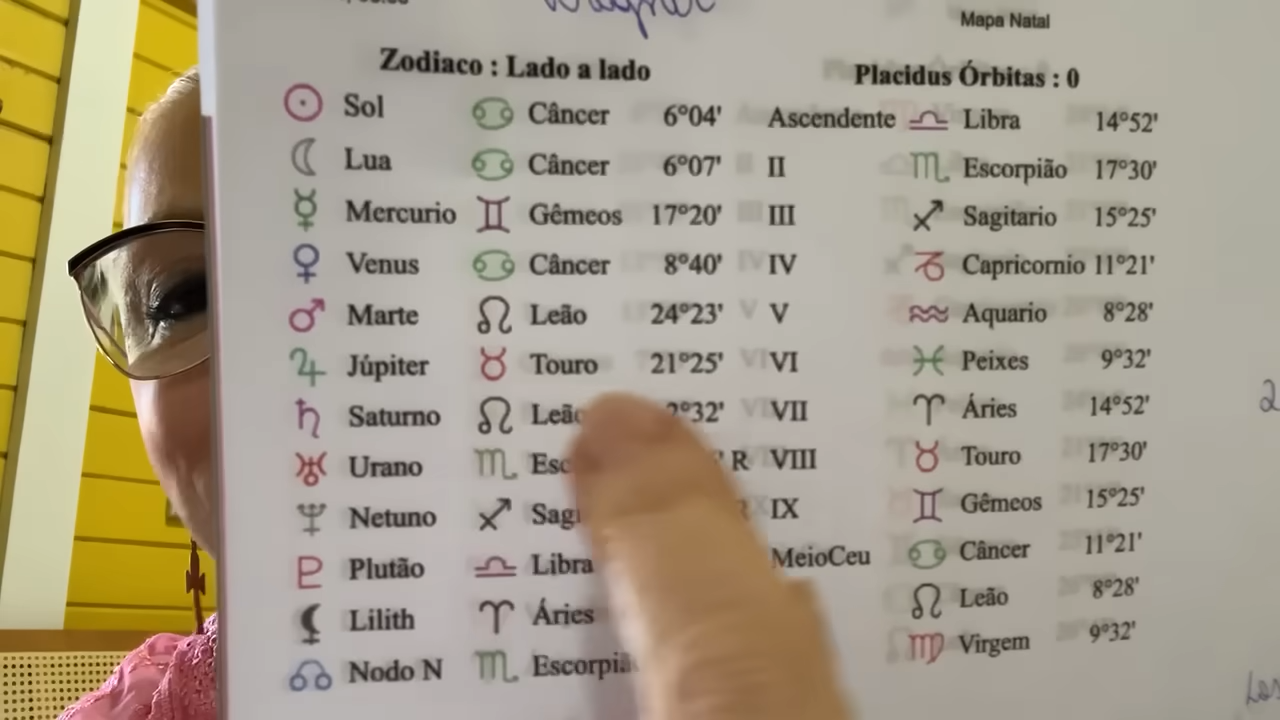 Wagner
Mapa Natal
Zodiaco : Lado a lado
Placidus Órbitas : 0
Sol Câncer 6°04' Ascendente Libra 14°52'
Lua Câncer 6°07' II Escorpião 17°30'
Mercurio Gêmeos 17°20' III Sagitario 15°25'
Venus Câncer 8°40' IV Capricornio 11°21'
Marte Leão 24°23' V Aquario 8°28'
Júpiter Touro 21°25' VI Peixes 9°32'
Saturno Leão VII Áries 14°52'
Urano R VIII Touro 17°30'
Netuno IX Gêmeos 15°25'
Plutão Libra MeioCeu Câncer 11°21'
Lilith Áries Leão 8°28'
Nodo N Virgem 9°32'